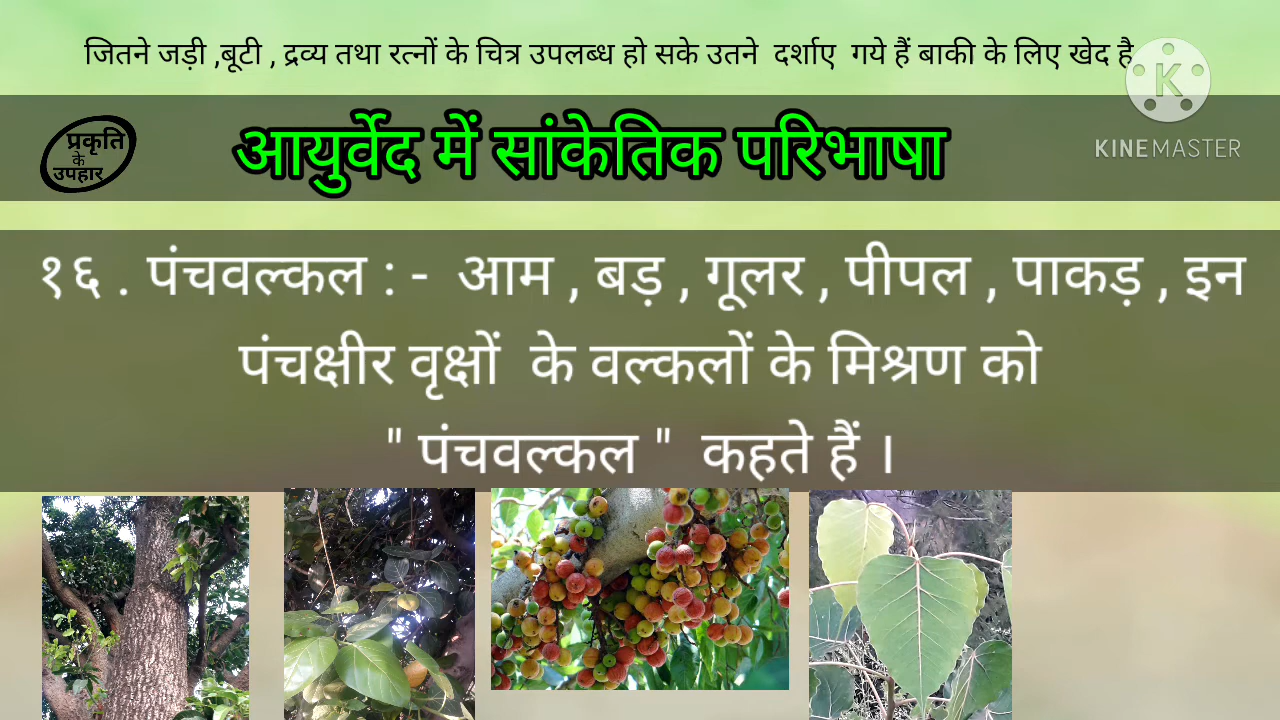 जितने जड़ी ,बूटी , द्रव्य तथा रत्नों के चित्र उपलब्ध हो सके उतने दर्शाए गये हैं बाकी के लिए खेद है
K
KINEMASTER
प्रकृति
के
उपहार
आयुर्वेद में सांकेतिक परिभाषा
१६ . पंचवल्कल : - आम , बड़ , गूलर , पीपल , पाकड़ , इन
पंचक्षीर वृक्षों के वल्कलों के मिश्रण को
" पंचवल्कल " कहते हैं ।